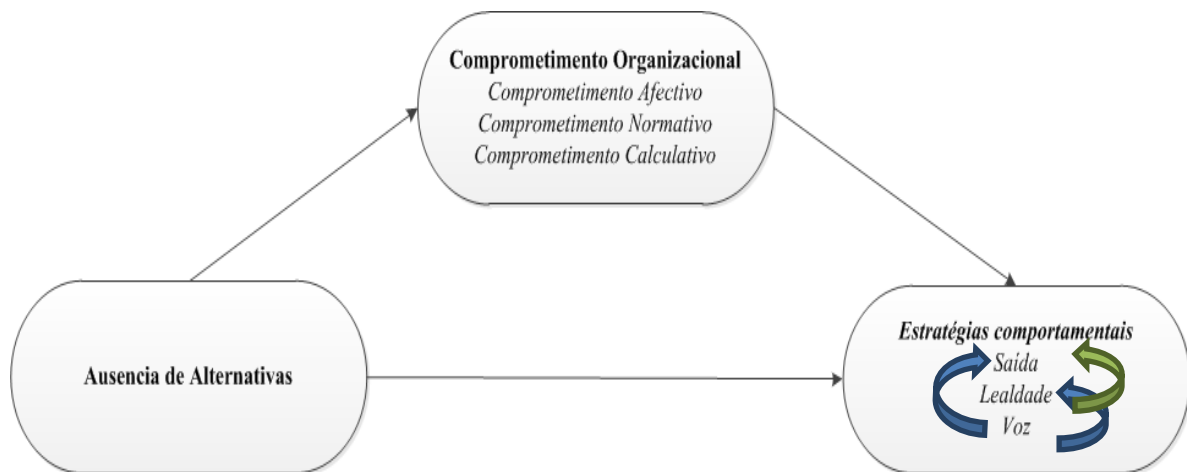 Comprometimento Organizacional
Comprometimento Afectivo
Comprometimento Normativo
Comprometimento Calculativo
Ausencia de Alternativas
Estratégias comportamentais
Saída
Lealdade
Voz